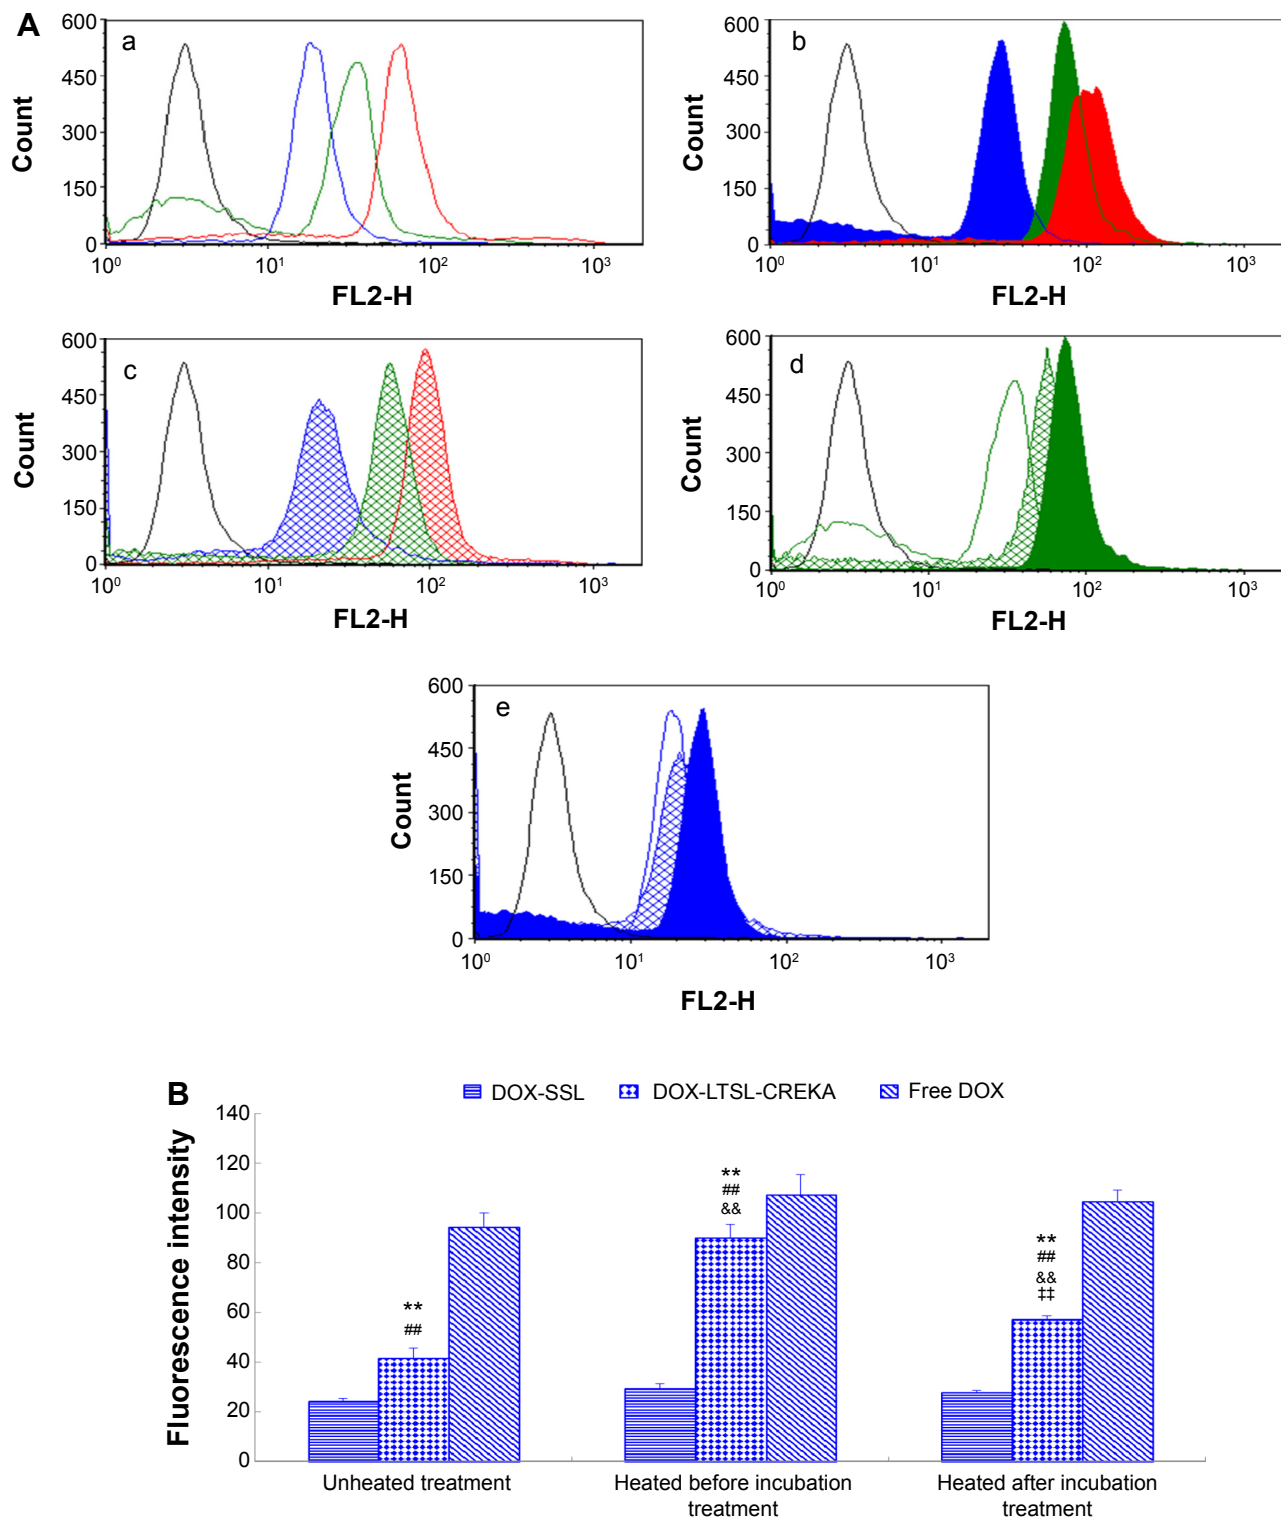 A
a
600
450
300
150
0
Count
10⁰ 10¹ 10² 10³
FL2-H
b
600
450
300
150
0
Count
10⁰ 10¹ 10² 10³
FL2-H
c
600
450
300
150
0
Count
10⁰ 10¹ 10² 10³
FL2-H
d
600
450
300
150
0
Count
10⁰ 10¹ 10² 10³
FL2-H
e
600
450
300
150
0
Count
10⁰ 10¹ 10² 10³
FL2-H
B
DOX-SSL DOX-LTSL-CREKA Free DOX
Fluorescence intensity
140
120
100
80
60
40
20
0
**
##
**
##
&&
**
##
&&
‡‡
Unheated treatment
Heated before incubation
treatment
Heated after incubation
treatment